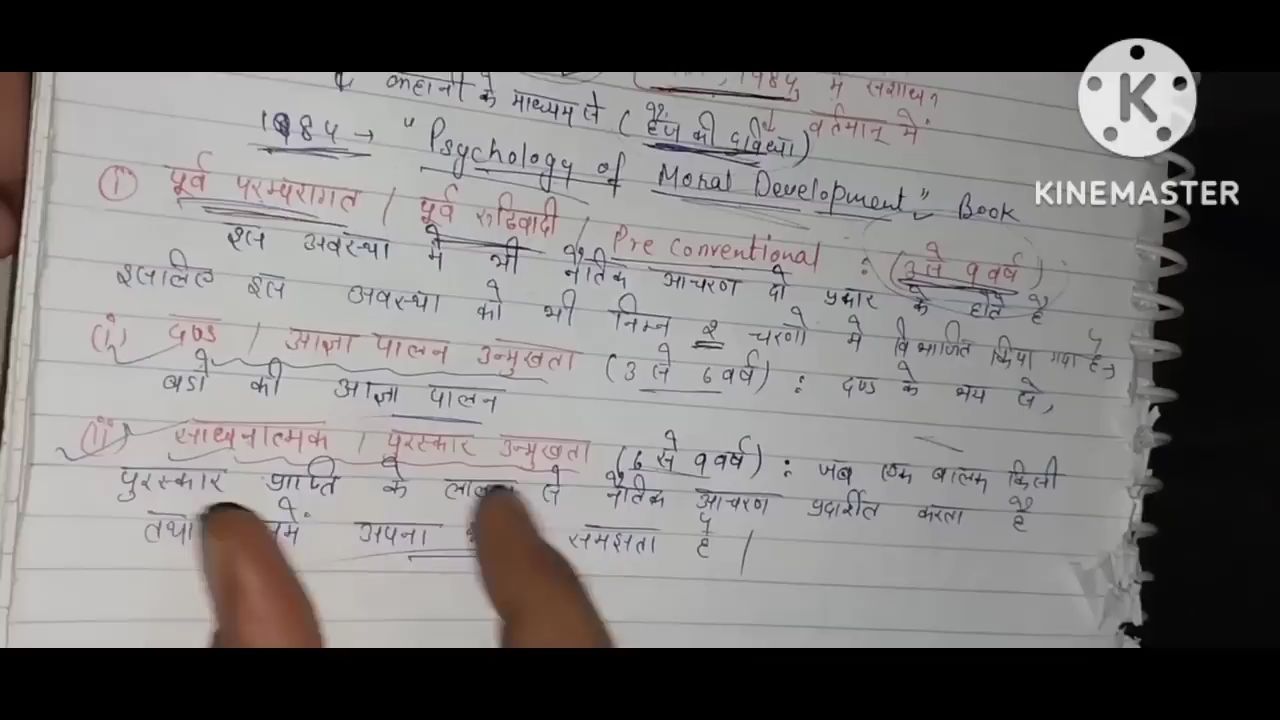 1984 में संशोधन
कहानी के माध्यम से (हिंज की दुविधा) वर्तमान में
1984 → "Psychology of Moral Development" Book
① पूर्व परम्परागत / पूर्व रूढिवादी / Pre Conventional : (3 से 9 वर्ष)
इस अवस्था में भी नैतिक आचरण दो प्रकार के होते है
इसलिए इस अवस्था को भी निम्न 2 चरणों में विभाजित किया गया है→
(i) दण्ड / आज्ञा पालन उन्मुखता (3 से 6 वर्ष) : दण्ड के भय से,
बडो की आज्ञा पालन
(ii) साधनात्मक / पुरस्कार उन्मुखता (6 से 9 वर्ष) : जब एक बालक किसी
पुरस्कार प्राप्ति के से नैतिक आचरण प्रदर्शित करता है
तथा अपना समझता है |
KINEMASTER